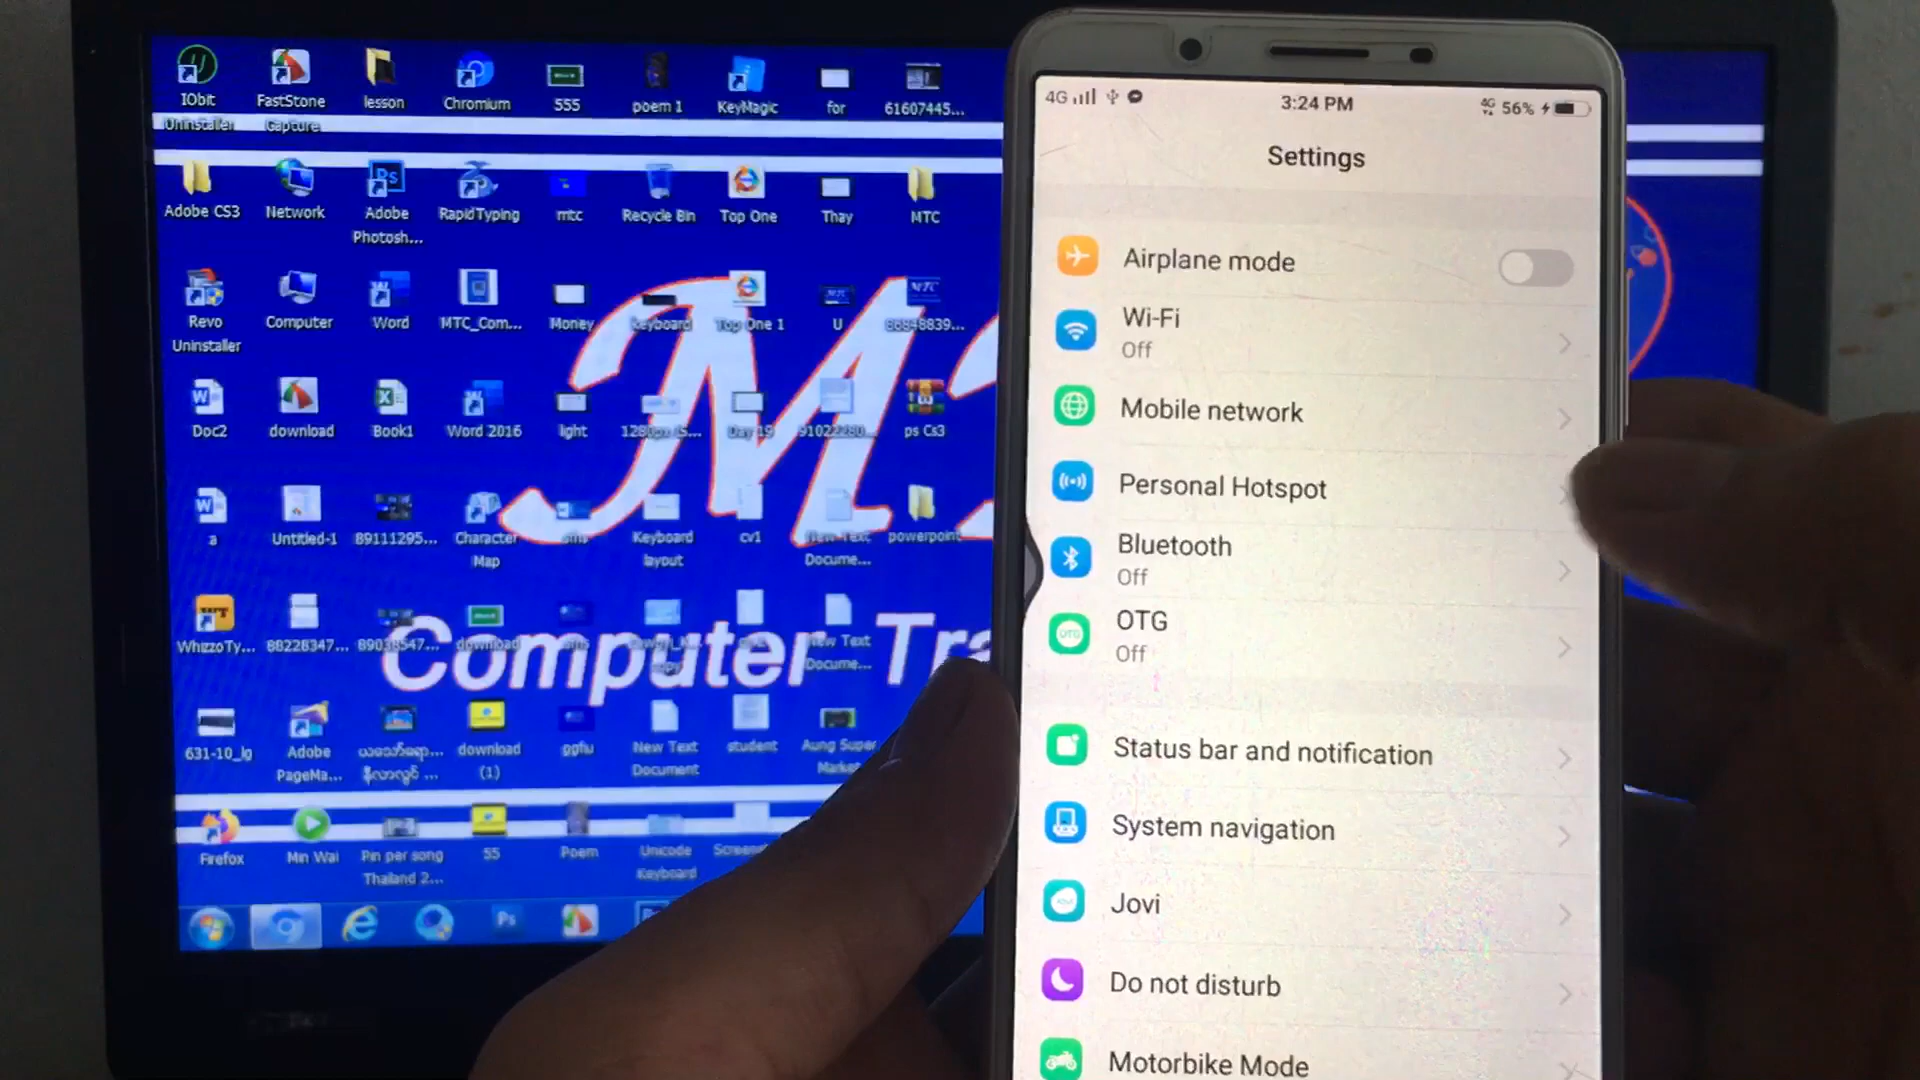 IObit
Uninstaller
FastStone
Capture
lesson
Chromium
555
poem 1
KeyMagic
for
61607445...
Adobe CS3
Network
Adobe
Photosh...
RapidTyping
mtc
Recycle Bin
Top One
Thay
MTC
Revo
Uninstaller
Computer
Word
MTC_Com...
Money
keyboard
Top One 1
U
86848839...
Doc2
download
Book1
Word 2016
light
1280px-S...
Day 19
91022280...
ps Cs3
a
Untitled-1
89111295...
Character
Map
sms
Keyboard
layout
cv1
New Text
Docume...
powerpoint
WhizzoTy...
88228347...
89038547...
download
New Text
Docume...
631-10_lg
Adobe
PageMa...
download
(1)
ggfu
New Text
Document
student
Aung Super
Market
Firefox
Min Wai
Pin per song
Thailand 2...
55
Poem
Unicode
Keyboard
Screens
Computer Tra
4G
3:24 PM
4G 56%
Settings
Airplane mode
Wi-Fi
Off
Mobile network
Personal Hotspot
Bluetooth
Off
OTG
OTG
Off
Status bar and notification
System navigation
Jovi
Do not disturb
Motorbike Mode